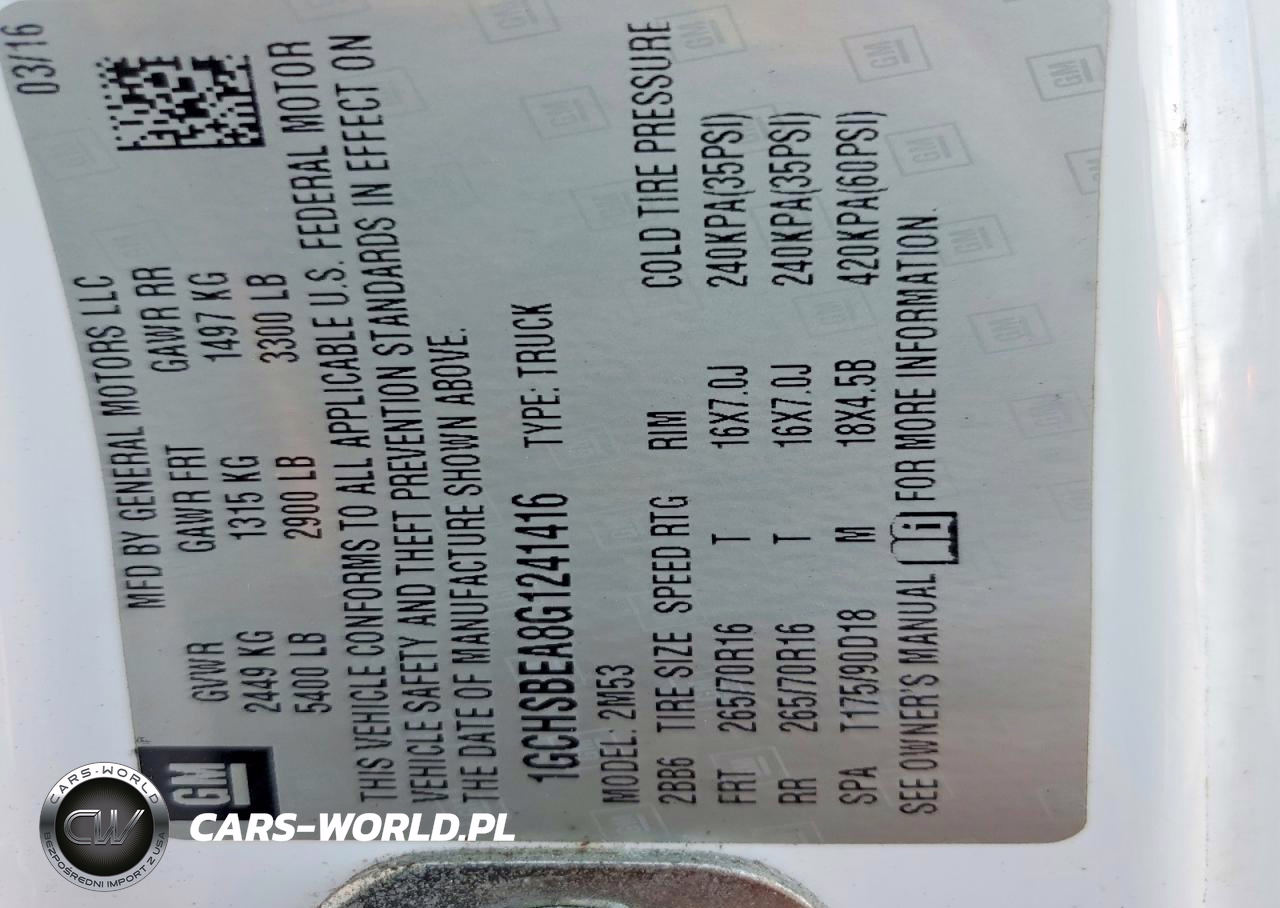 MFD BY GENERAL MOTORS LLC 03/16
GM
GVWR GAWR FRT GAWR RR
2449 KG 1315 KG 1497 KG
5400 LB 2900 LB 3300 LB
THIS VEHICLE CONFORMS TO ALL APPLICABLE U.S. FEDERAL MOTOR
VEHICLE SAFETY AND THEFT PREVENTION STANDARDS IN EFFECT ON
THE DATE OF MANUFACTURE SHOWN ABOVE.
1GCHSBEA8G1241416 TYPE: TRUCK
MODEL: 2M53
2BB6 TIRE SIZE SPEED RTG RIM COLD TIRE PRESSURE
FRT 265/70R16 T 16X7.0J 240KPA(35PSI)
RR 265/70R16 T 16X7.0J 240KPA(35PSI)
SPA T175/90D18 M 18X4.5B 420KPA(60PSI)
SEE OWNER'S MANUAL i FOR MORE INFORMATION.
CARS-WORLD
CW
BEZPOŚREDNI IMPORT Z USA
CARS-WORLD.PL